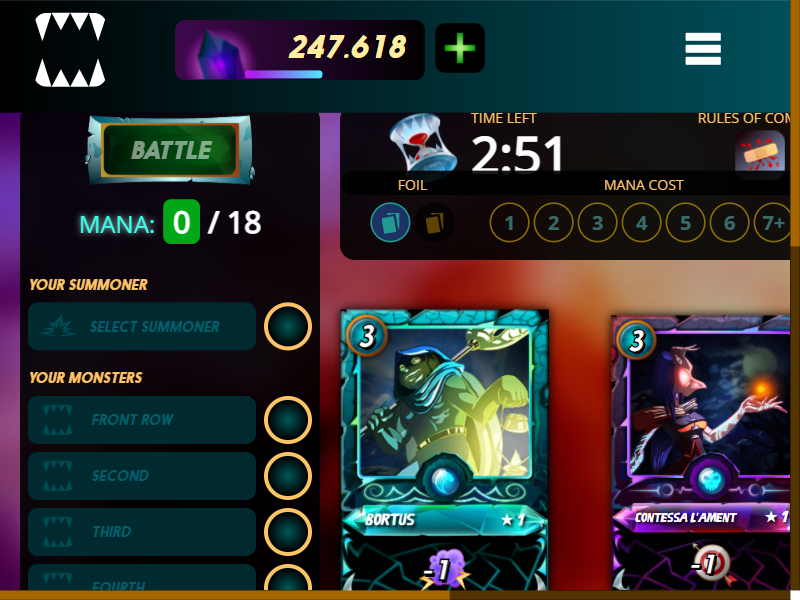 247.618
BATTLE
MANA: 0 / 18
YOUR SUMMONER
SELECT SUMMONER
YOUR MONSTERS
FRONT ROW
SECOND
THIRD
FOURTH
TIME LEFT
2:51
RULES OF COM
FOIL
MANA COST
1 2 3 4 5 6 7+
3
BORTUS ★ 1
-1
3
CONTESSA L'AMENT ★ 1
-1